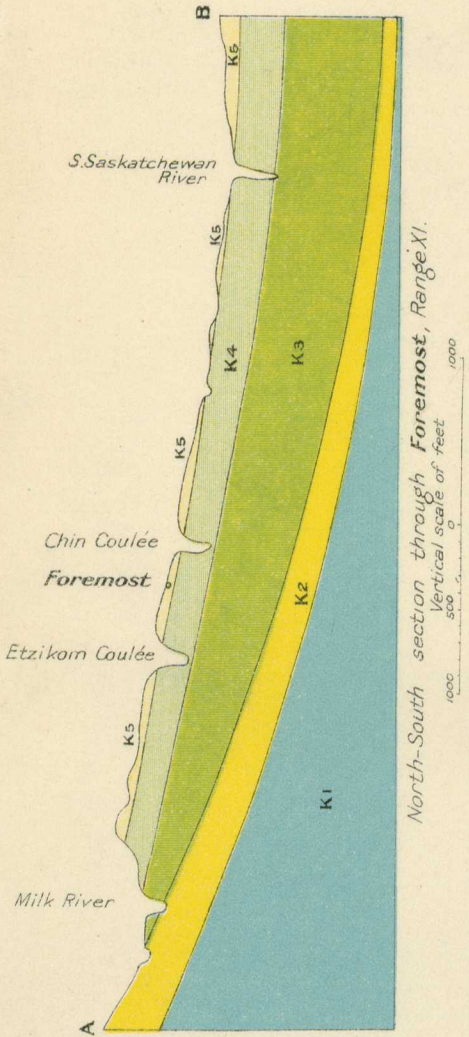 A
B
Milk River
Etzikom Coulée
Foremost
Chin Coulée
S. Saskatchewan
River
K5
K5
K5
K5
K4
K3
K2
K1
North-South section through Foremost, Range XI.
Vertical scale of feet
1000 500 0 1000